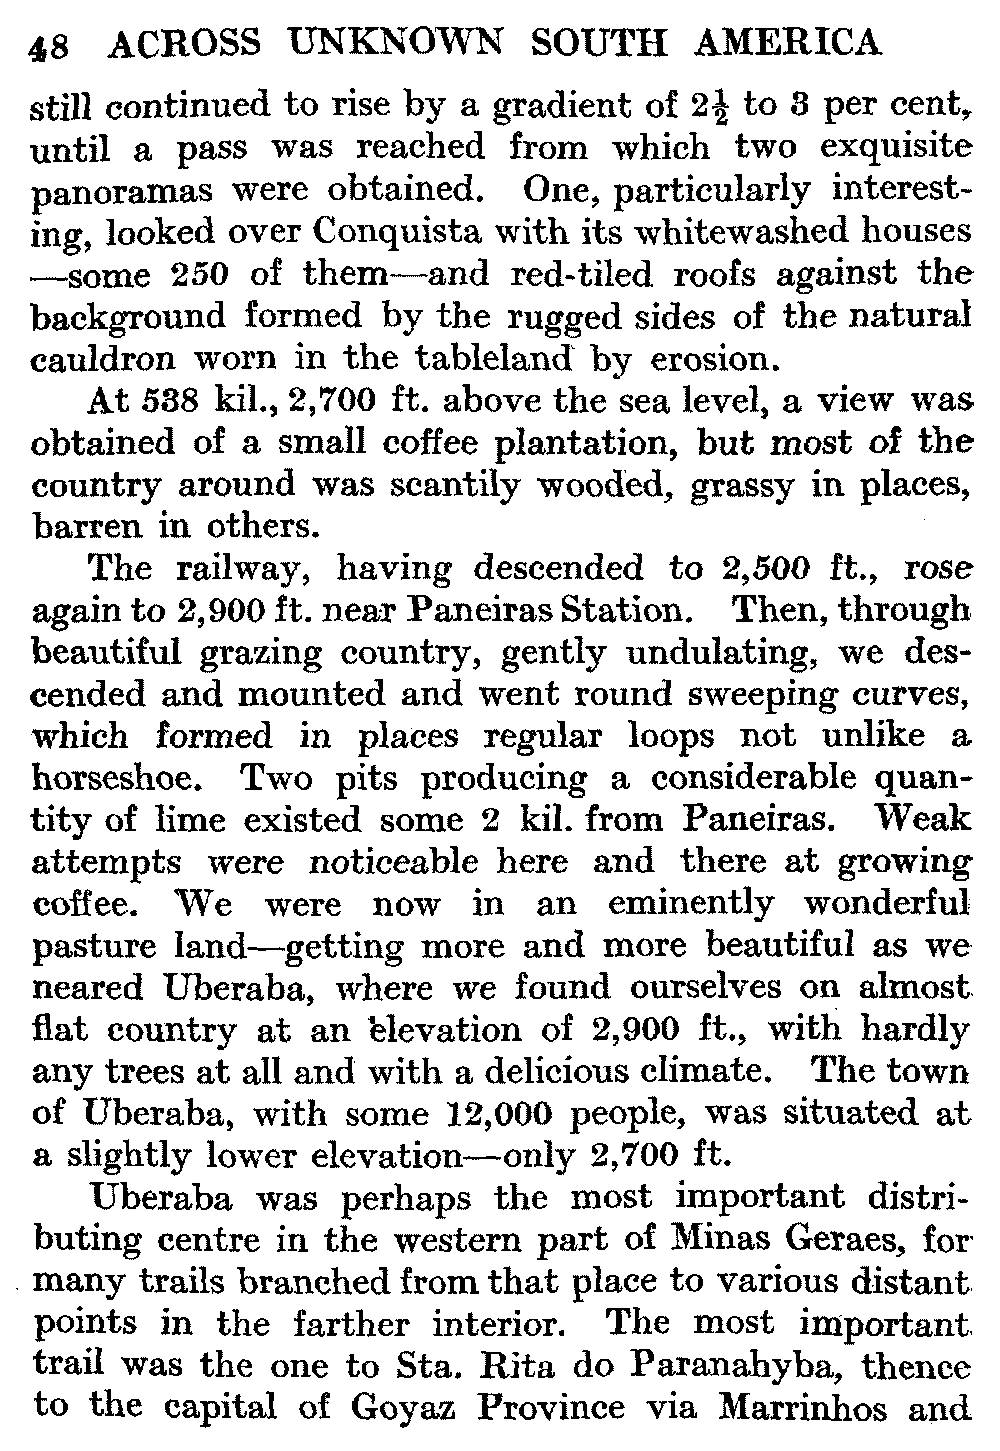 48 ACROSS UNKNOWN SOUTH AMERICA
still continued to rise by a gradient of 2½ to 3 per cent,
until a pass was reached from which two exquisite
panoramas were obtained. One, particularly interest-
ing, looked over Conquista with its whitewashed houses
—some 250 of them—and red-tiled roofs against the
background formed by the rugged sides of the natural
cauldron worn in the tableland by erosion.
At 538 kil., 2,700 ft. above the sea level, a view was
obtained of a small coffee plantation, but most of the
country around was scantily wooded, grassy in places,
barren in others.
The railway, having descended to 2,500 ft., rose
again to 2,900 ft. near Paneiras Station. Then, through
beautiful grazing country, gently undulating, we des-
cended and mounted and went round sweeping curves,
which formed in places regular loops not unlike a
horseshoe. Two pits producing a considerable quan-
tity of lime existed some 2 kil. from Paneiras. Weak
attempts were noticeable here and there at growing
coffee. We were now in an eminently wonderful
pasture land—getting more and more beautiful as we
neared Uberaba, where we found ourselves on almost
flat country at an elevation of 2,900 ft., with hardly
any trees at all and with a delicious climate. The town
of Uberaba, with some 12,000 people, was situated at
a slightly lower elevation—only 2,700 ft.
Uberaba was perhaps the most important distri-
buting centre in the western part of Minas Geraes, for
many trails branched from that place to various distant
points in the farther interior. The most important
trail was the one to Sta. Rita do Paranahyba, thence
to the capital of Goyaz Province via Marrinhos and